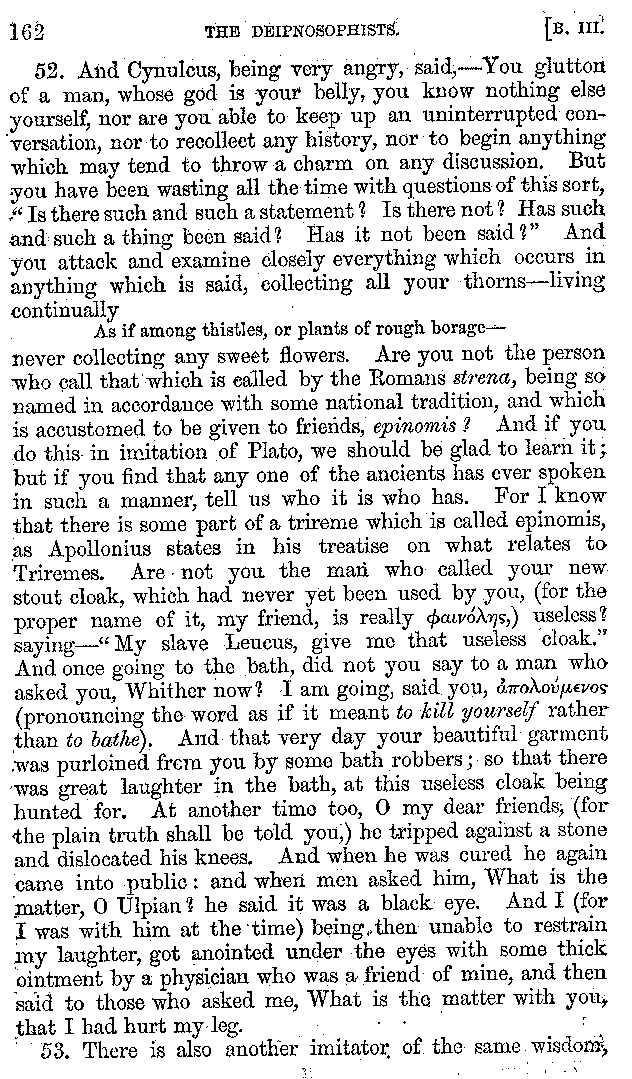 162 THE DEIPNOSOPHISTS. [B. III.
52. And Cynulcus, being very angry, said,—You glutton
of a man, whose god is your belly, you know nothing else
yourself, nor are you able to keep up an uninterrupted con-
versation, nor to recollect any history, nor to begin anything
which may tend to throw a charm on any discussion. But
you have been wasting all the time with questions of this sort,
“ Is there such and such a statement? Is there not? Has such
and such a thing been said? Has it not been said?” And
you attack and examine closely everything which occurs in
anything which is said, collecting all your thorns—living
continually
As if among thistles, or plants of rough borage—
never collecting any sweet flowers. Are you not the person
who call that which is called by the Romans strena, being so
named in accordance with some national tradition, and which
is accustomed to be given to friends, epinomis? And if you
do this in imitation of Plato, we should be glad to learn it;
but if you find that any one of the ancients has ever spoken
in such a manner, tell us who it is who has. For I know
that there is some part of a trireme which is called epinomis,
as Apollonius states in his treatise on what relates to
Triremes. Are not you the man who called your new
stout cloak, which had never yet been used by you, (for the
proper name of it, my friend, is really φαινόλης,) useless?
saying—“ My slave Leucus, give me that useless cloak.”
And once going to the bath, did not you say to a man who
asked you, Whither now? I am going, said you, ἀπολούμενος
(pronouncing the word as if it meant to kill yourself rather
than to bathe). And that very day your beautiful garment
was purloined from you by some bath robbers; so that there
was great laughter in the bath, at this useless cloak being
hunted for. At another time too, O my dear friends, (for
the plain truth shall be told you,) he tripped against a stone
and dislocated his knees. And when he was cured he again
came into public: and when men asked him, What is the
matter, O Ulpian? he said it was a black eye. And I (for
I was with him at the time) being then unable to restrain
my laughter, got anointed under the eyes with some thick
ointment by a physician who was a friend of mine, and then
said to those who asked me, What is the matter with you,
that I had hurt my leg.
53. There is also another imitator of the same wisdom,